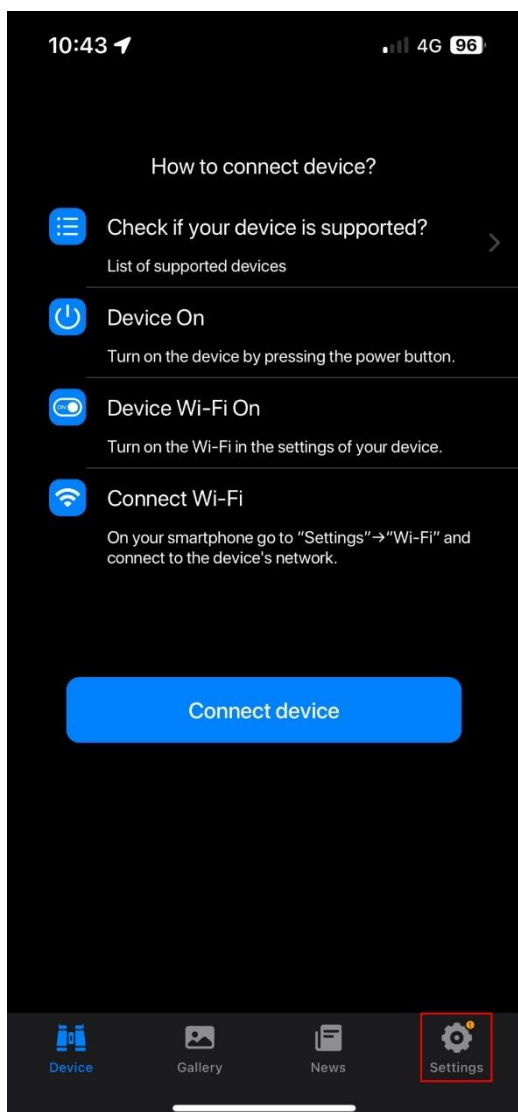 10:43
4G 96
How to connect device?
Check if your device is supported?
List of supported devices
Device On
Turn on the device by pressing the power button.
ON
Device Wi-Fi On
Turn on the Wi-Fi in the settings of your device.
Connect Wi-Fi
On your smartphone go to "Settings"→"Wi-Fi" and
connect to the device's network.
Connect device
Device
Gallery
News
Settings